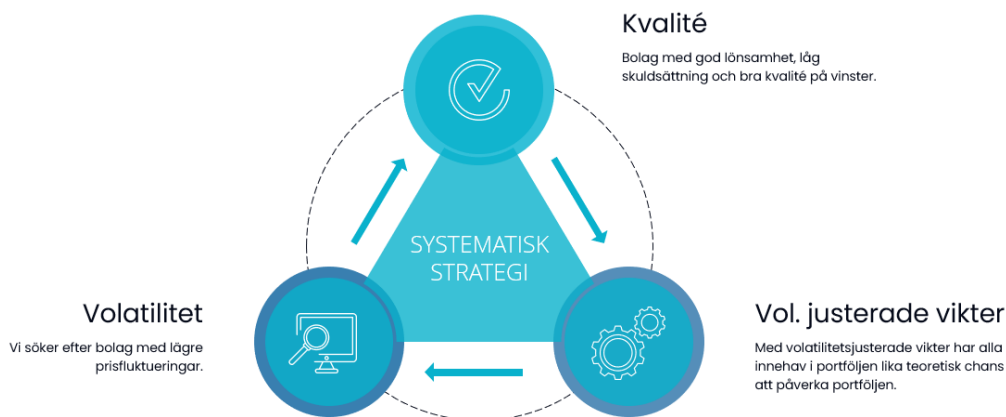 Kvalité
Bolag med god lönsamhet, låg
skuldsättning och bra kvalité på vinster.
SYSTEMATISK
STRATEGI
Volatilitet
Vi söker efter bolag med lägre
prisfluktueringar.
Vol. justerade vikter
Med volatilitetsjusterade vikter har alla
innehav i portföljen lika teoretisk chans
att påverka portföljen.